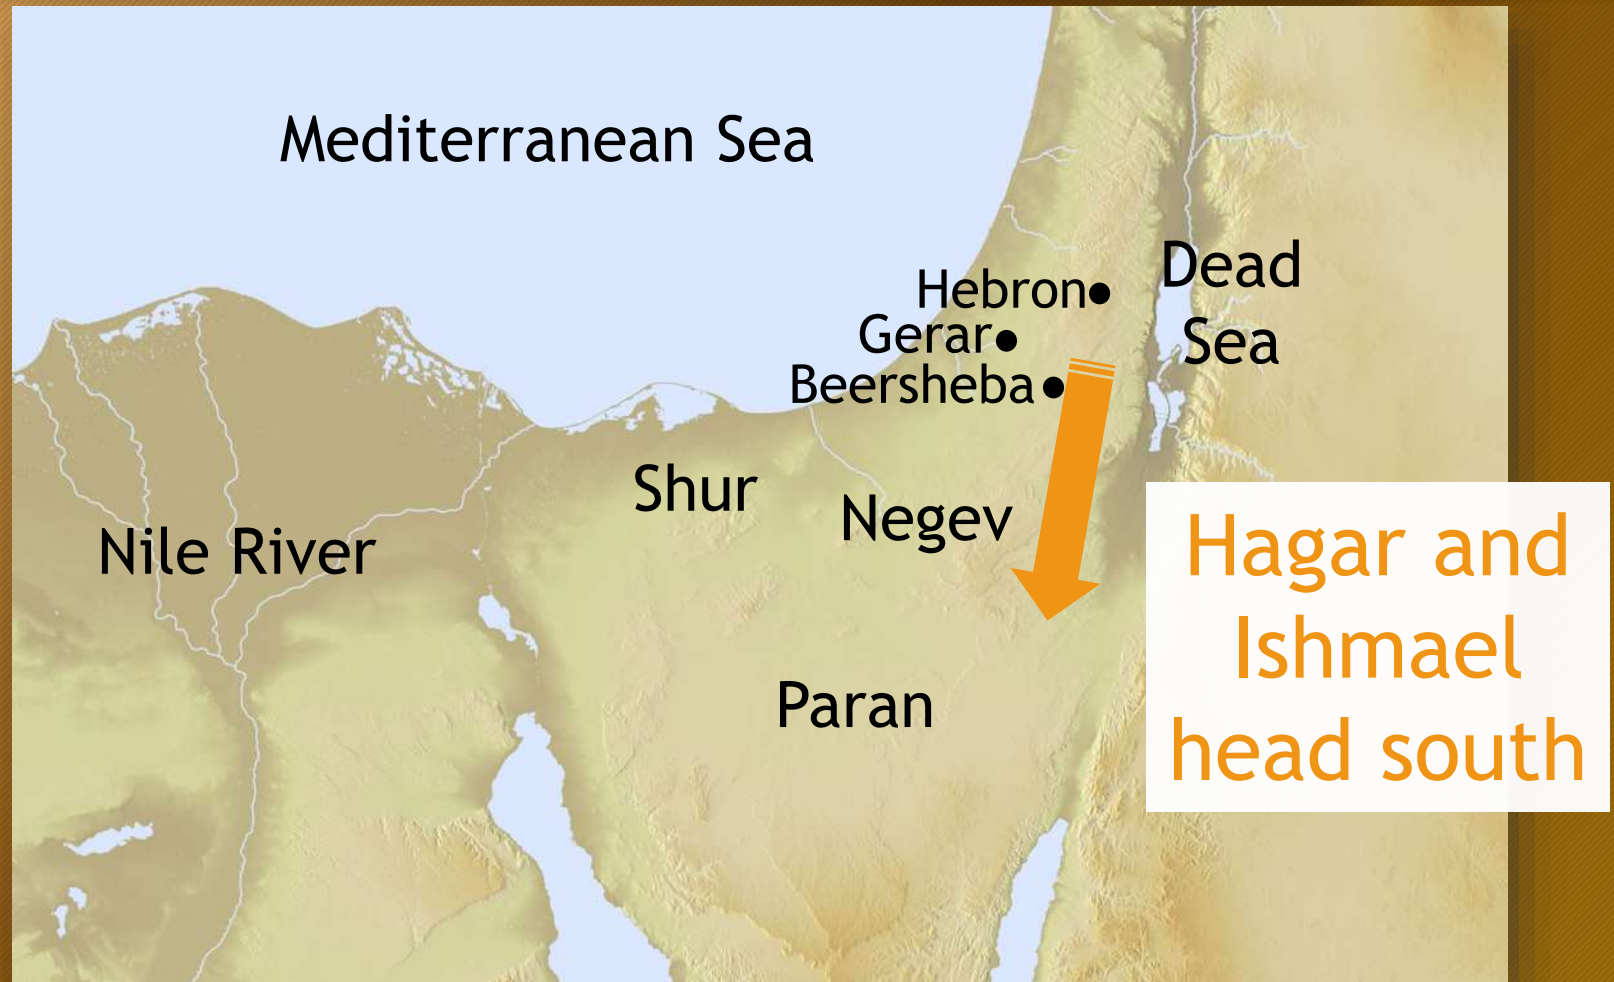 Mediterranean Sea
Dead
Sea
Hebron
Gerar
Beersheba
Shur
Negev
Nile River
Paran
Hagar and
Ishmael
head south